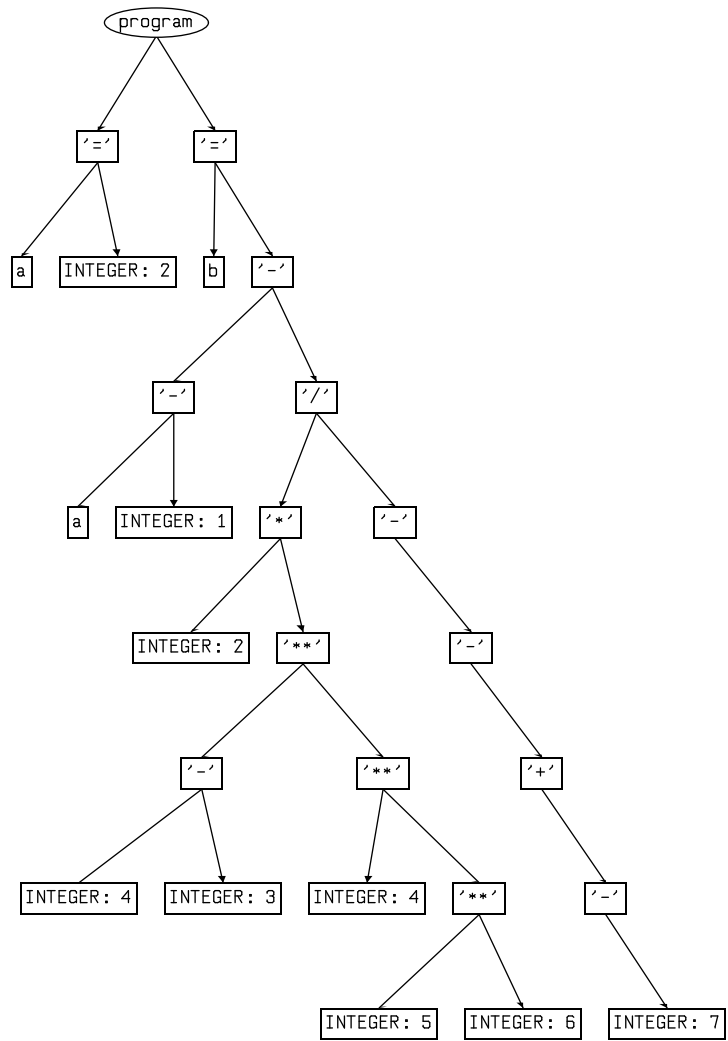 program
'=' '='
a INTEGER: 2 b '-'
'-' '/'
a INTEGER: 1 '*' '-'
INTEGER: 2 '**' '-'
'-' '**' '+'
INTEGER: 4 INTEGER: 3 INTEGER: 4 '**' '-'
INTEGER: 5 INTEGER: 6 INTEGER: 7